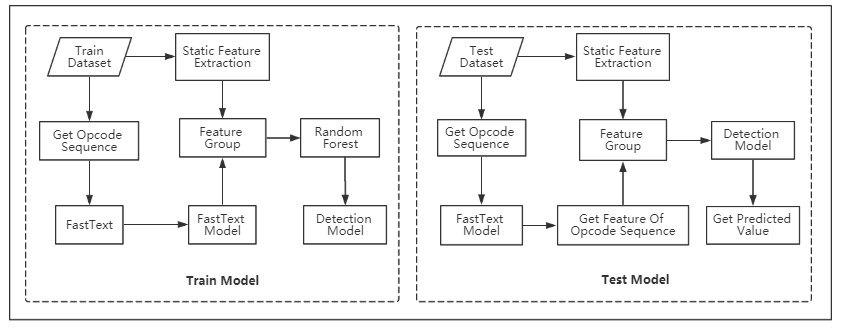 Train
Dataset
Static Feature
Extraction
Get Opcode
Sequence
Feature
Group
Random
Forest
FastText
FastText
Model
Detection
Model
Train Model
Test
Dataset
Static Feature
Extraction
Get Opcode
Sequence
Feature
Group
Detection
Model
FastText
Model
Get Feature Of
Opcode Sequence
Get Predicted
Value
Test Model